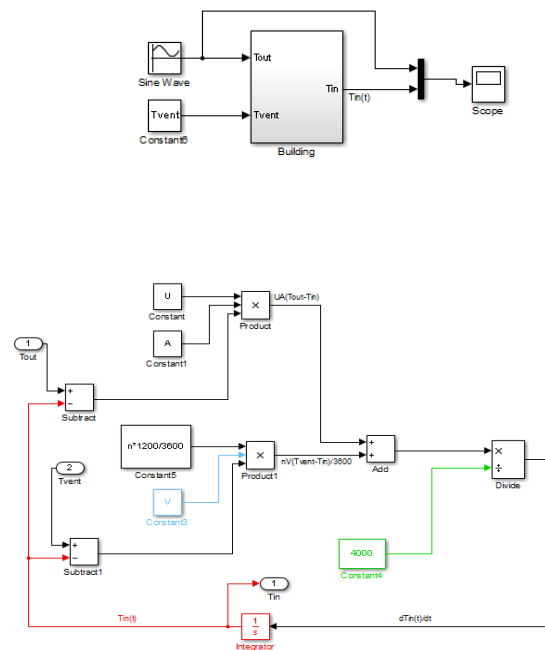 Sine Wave
Tvent
Constant6
Tout
Tvent
Tin
Building
Tin(t)
Scope
U
Constant
A
Constant1
×
Product
UA(Tout-Tin)
1
Tout
+
−
Subtract
n*1200/3600
Constant5
V
Constant3
×
Product1
nV(Tvent-Tin)/3600
+
+
Add
×
÷
Divide
2
Tvent
+
−
Subtract1
4000
Constant4
1
Tin
Tin(t)
1
s
Integrator
dTin(t)/dt